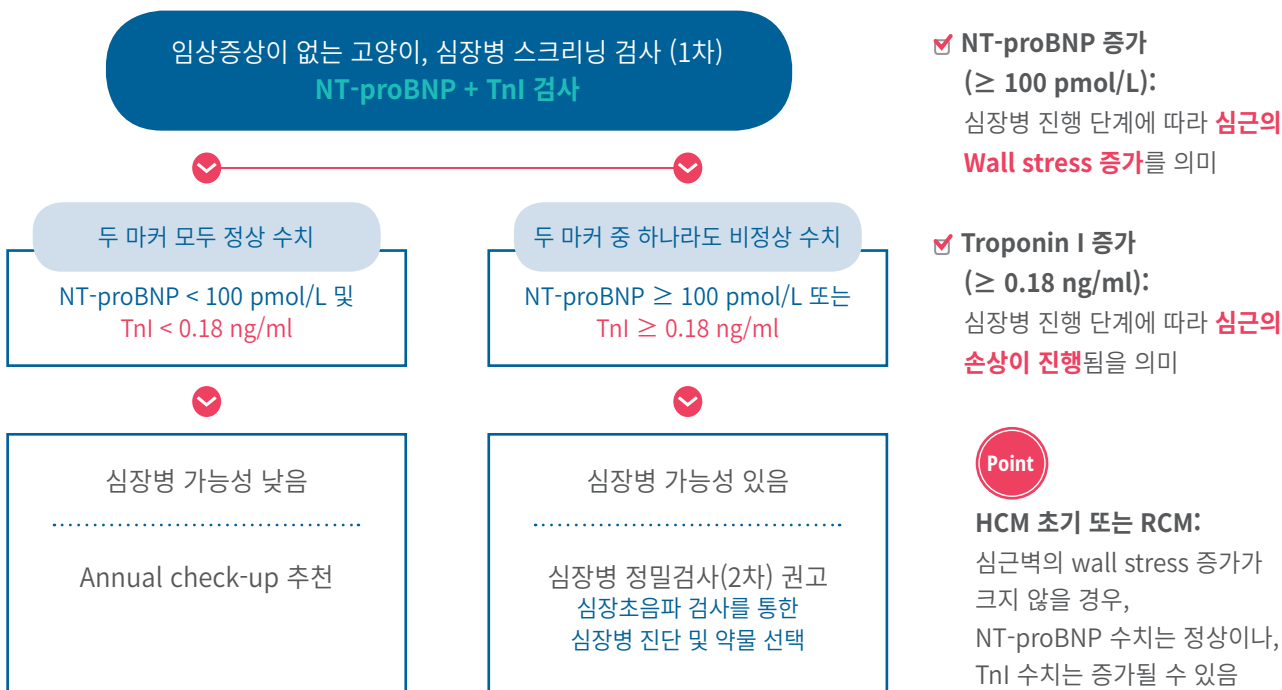 임상증상이 없는 고양이, 심장병 스크리닝 검사 (1차)
NT-proBNP + TnI 검사
두 마커 모두 정상 수치
NT-proBNP < 100 pmol/L 및
TnI < 0.18 ng/ml
심장병 가능성 낮음
Annual check-up 추천
두 마커 중 하나라도 비정상 수치
NT-proBNP ≥ 100 pmol/L 또는
TnI ≥ 0.18 ng/ml
심장병 가능성 있음
심장병 정밀검사(2차) 권고
심장초음파 검사를 통한
심장병 진단 및 약물 선택
NT-proBNP 증가
(≥ 100 pmol/L):
심장병 진행 단계에 따라 심근의
Wall stress 증가를 의미
Troponin I 증가
(≥ 0.18 ng/ml):
심장병 진행 단계에 따라 심근의
손상이 진행됨을 의미
Point
HCM 초기 또는 RCM:
심근벽의 wall stress 증가가
크지 않을 경우,
NT-proBNP 수치는 정상이나,
TnI 수치는 증가될 수 있음